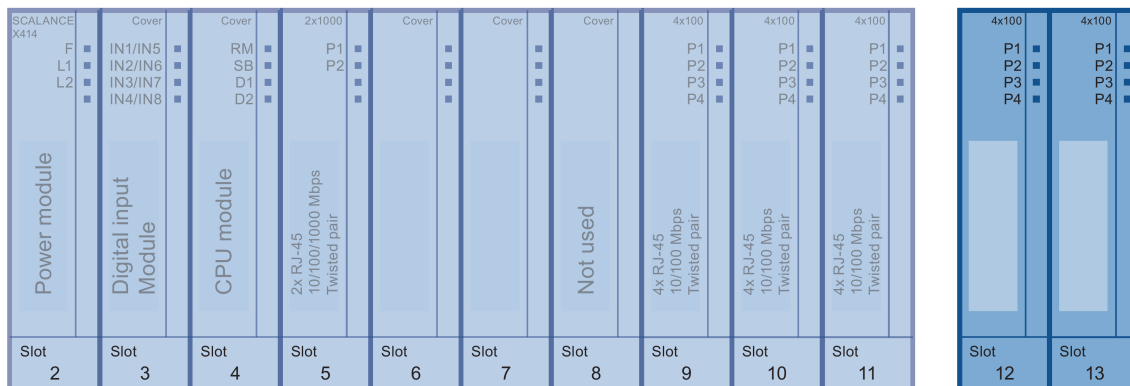 SCALANCE
X414
F
L1
L2
Power module
Slot
2
Cover
IN1/IN5
IN2/IN6
IN3/IN7
IN4/IN8
Digital input
Module
Slot
3
Cover
RM
SB
D1
D2
CPU module
Slot
4
2x1000
P1
P2
2x RJ-45
10/100/1000 Mbps
Twisted pair
Slot
5
Cover
Slot
6
Cover
Slot
7
Cover
Not used
Slot
8
4x100
P1
P2
P3
P4
4x RJ-45
10/100 Mbps
Twisted pair
Slot
9
4x100
P1
P2
P3
P4
4x RJ-45
10/100 Mbps
Twisted pair
Slot
10
4x100
P1
P2
P3
P4
4x RJ-45
10/100 Mbps
Twisted pair
Slot
11
4x100
P1
P2
P3
P4
Slot
12
4x100
P1
P2
P3
P4
Slot
13